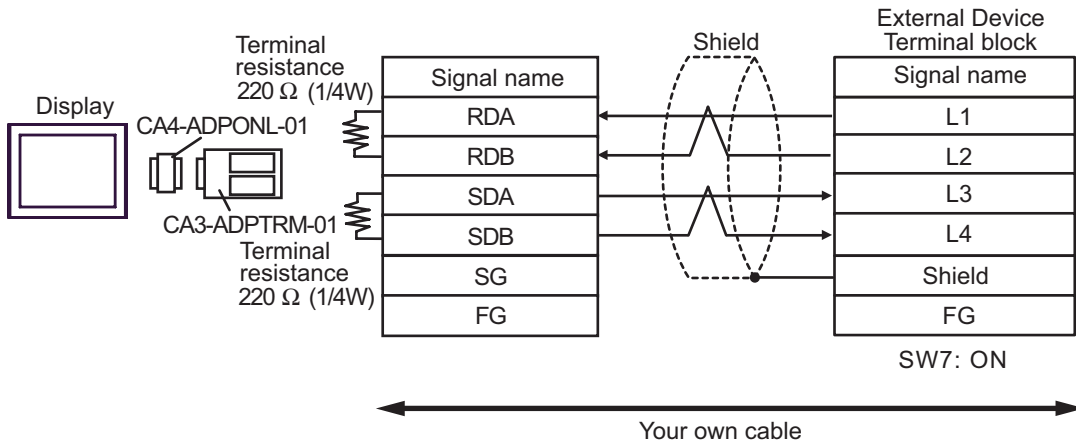 Display
CA4-ADPONL-01
CA3-ADPTRM-01
Terminal
resistance
220 Ω (1/4W)
Terminal
resistance
220 Ω (1/4W)
Signal name
RDA
RDB
SDA
SDB
SG
FG
Shield
External Device
Terminal block
Signal name
L1
L2
L3
L4
Shield
FG
SW7: ON
Your own cable